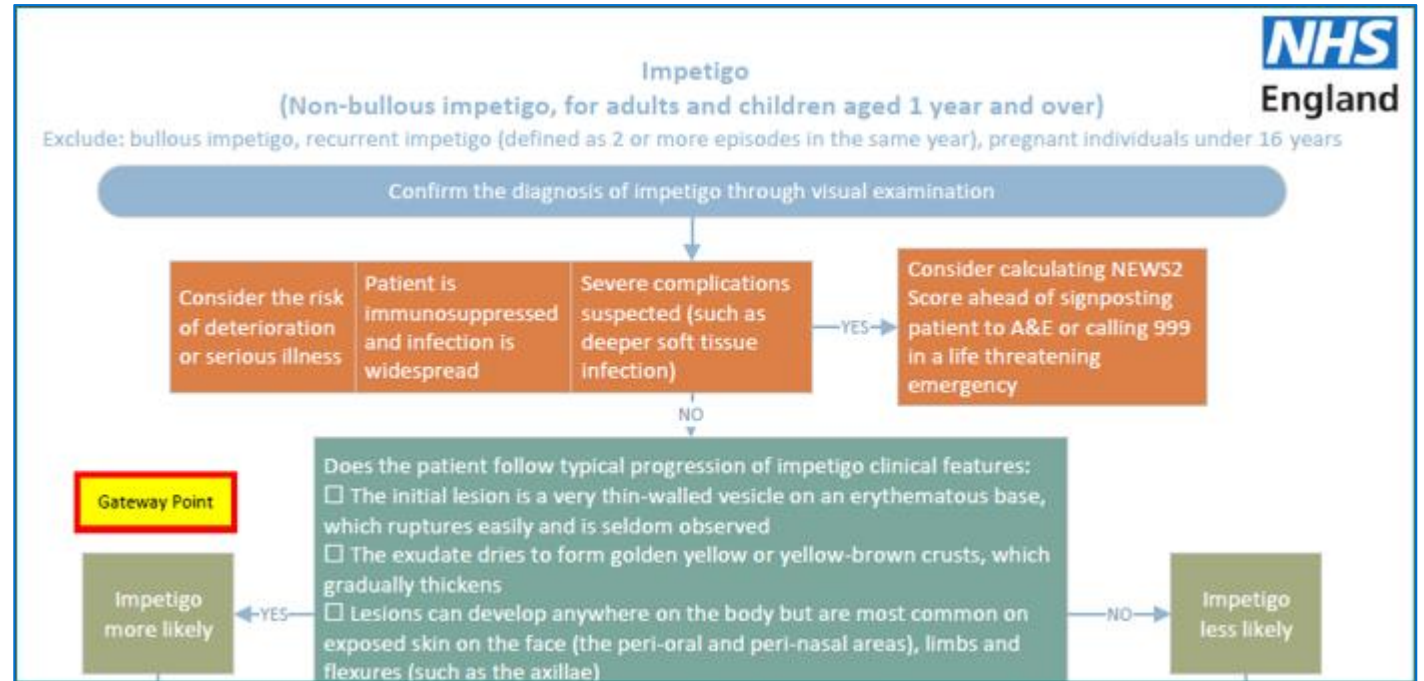 NHS
England
Impetigo
(Non-bullous impetigo, for adults and children aged 1 year and over)
Exclude: bullous impetigo, recurrent impetigo (defined as 2 or more episodes in the same year), pregnant individuals under 16 years
Confirm the diagnosis of impetigo through visual examination
Consider the risk
of deterioration
or serious illness
Patient is
immunosuppressed
and infection is
widespread
Severe complications
suspected (such as
deeper soft tissue
infection)
YES
Consider calculating NEWS2
Score ahead of signposting
patient to A&E or calling 999
in a life threatening
emergency
NO
Gateway Point
Does the patient follow typical progression of impetigo clinical features:
☐ The initial lesion is a very thin-walled vesicle on an erythematous base,
which ruptures easily and is seldom observed
☐ The exudate dries to form golden yellow or yellow-brown crusts, which
gradually thickens
☐ Lesions can develop anywhere on the body but are most common on
exposed skin on the face (the peri-oral and peri-nasal areas), limbs and
flexures (such as the axillae)
YES
Impetigo
more likely
NO
Impetigo
less likely